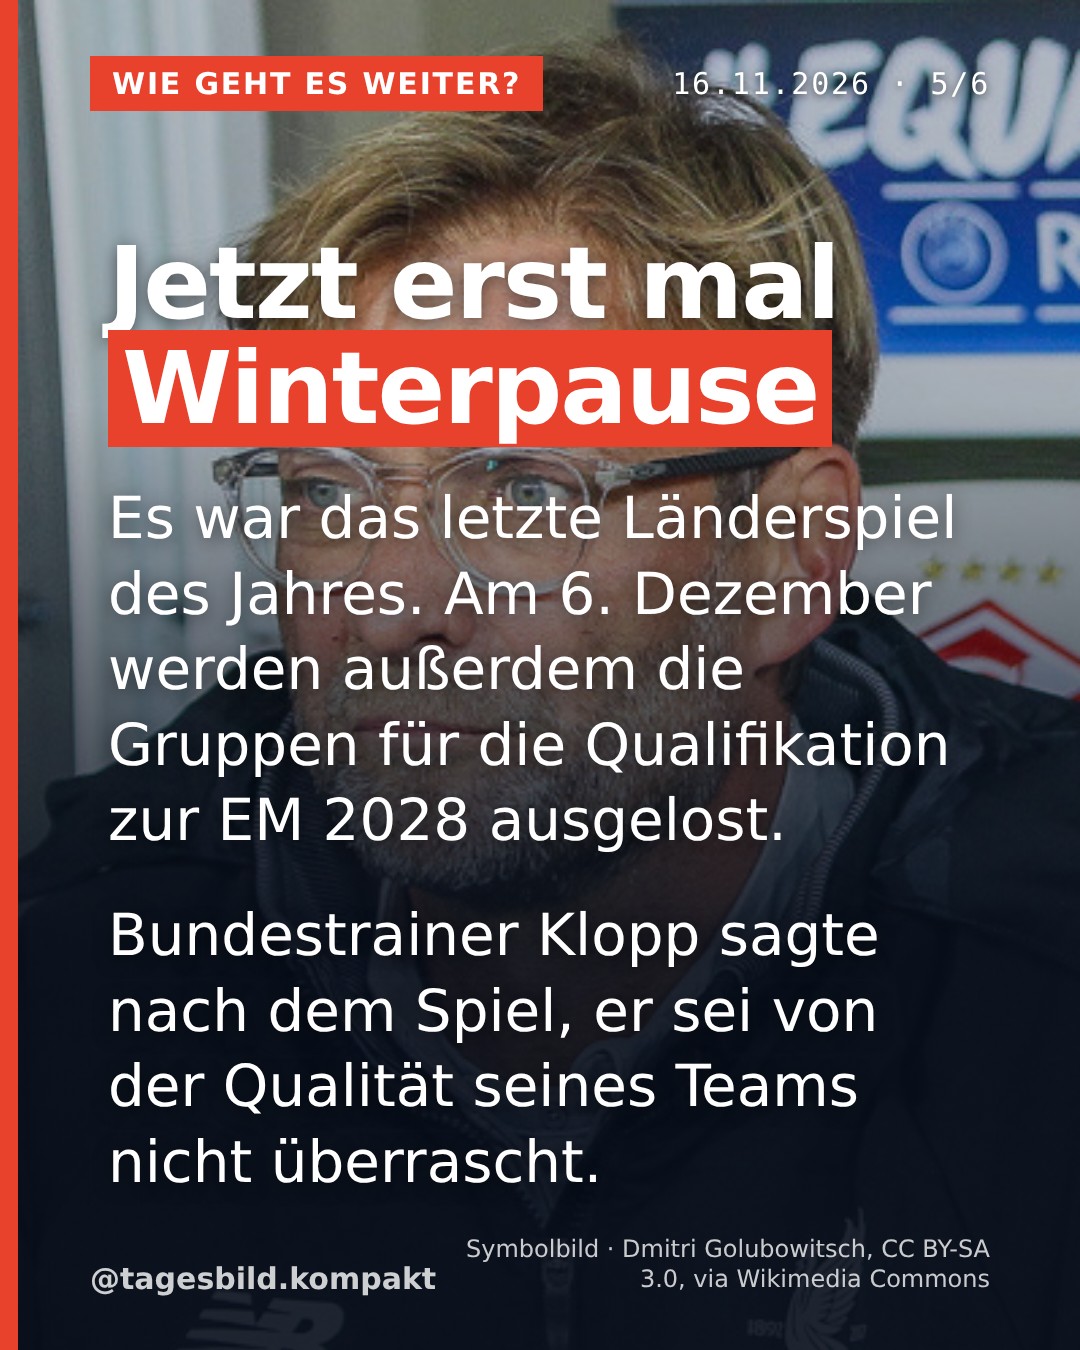 WIE GEHT ES WEITER?
16.11.2026 · 5/6
"EQUA
R
Jetzt erst mal
Winterpause
Es war das letzte Länderspiel
des Jahres. Am 6. Dezember
werden außerdem die
Gruppen für die Qualifikation
zur EM 2028 ausgelost.
Bundestrainer Klopp sagte
nach dem Spiel, er sei von
der Qualität seines Teams
nicht überrascht.
Symbolbild · Dmitri Golubowitsch, CC BY-SA
3.0, via Wikimedia Commons
@tagesbild.kompakt